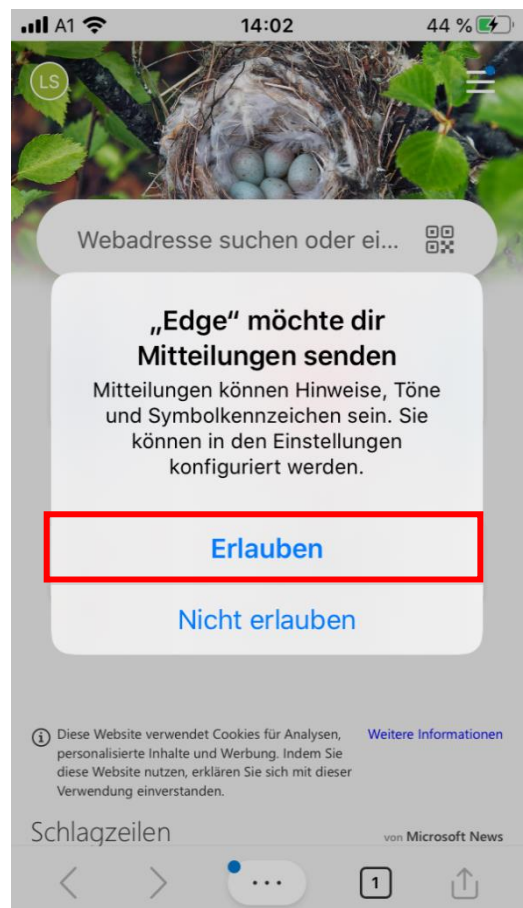 A1 14:02 44 %
LS
Webadresse suchen oder ei...
„Edge" möchte dir
Mitteilungen senden
Mitteilungen können Hinweise, Töne
und Symbolkennzeichen sein. Sie
können in den Einstellungen
konfiguriert werden.
Erlauben
Nicht erlauben
Diese Website verwendet Cookies für Analysen, Weitere Informationen
personalisierte Inhalte und Werbung. Indem Sie
diese Website nutzen, erklären Sie sich mit dieser
Verwendung einverstanden.
Schlagzeilen von Microsoft News
1